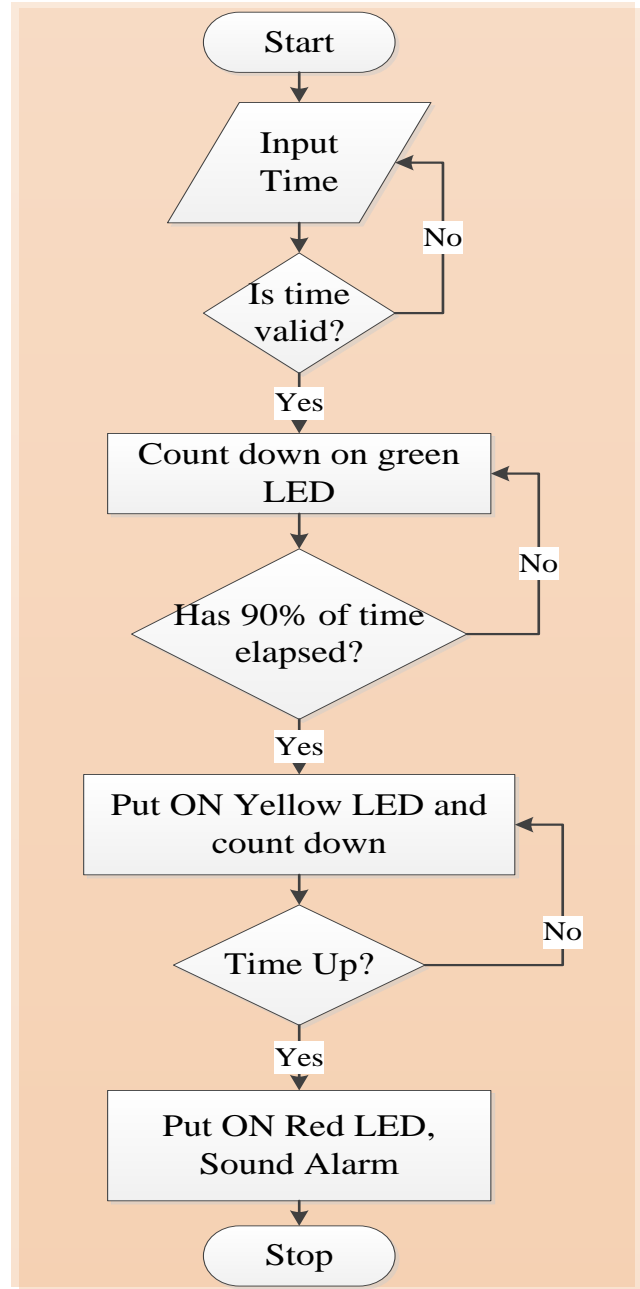 Start
Input
Time
No
Is time
valid?
Yes
Count down on green
LED
No
Has 90% of time
elapsed?
Yes
Put ON Yellow LED and
count down
No
Time Up?
Yes
Put ON Red LED,
Sound Alarm
Stop